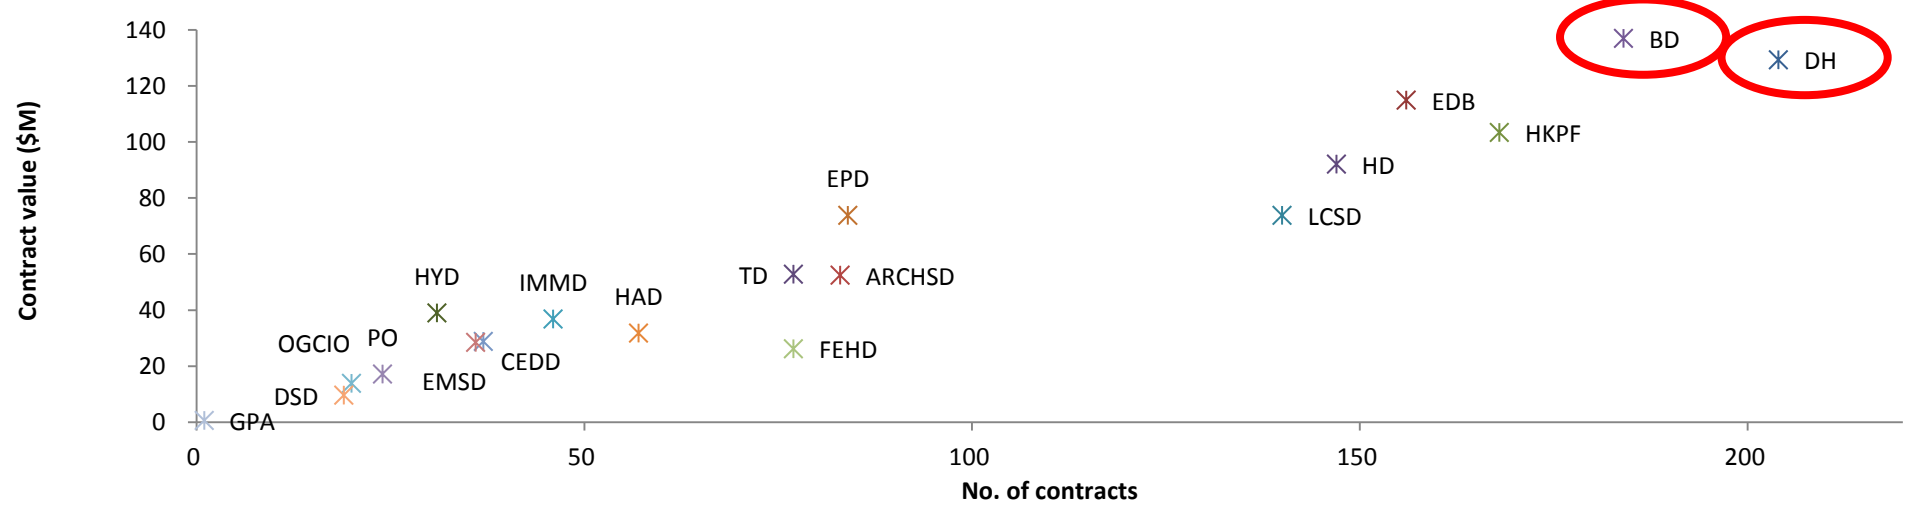 Contract value ($M)
140
120
100
80
60
40
20
0
BD
DH
EDB
HKPF
HD
EPD
LCSD
HYD
IMMD
TD
ARCHSD
HAD
OGCIO
PO
FEHD
CEDD
EMSD
DSD
GPA
0
50
100
150
200
No. of contracts